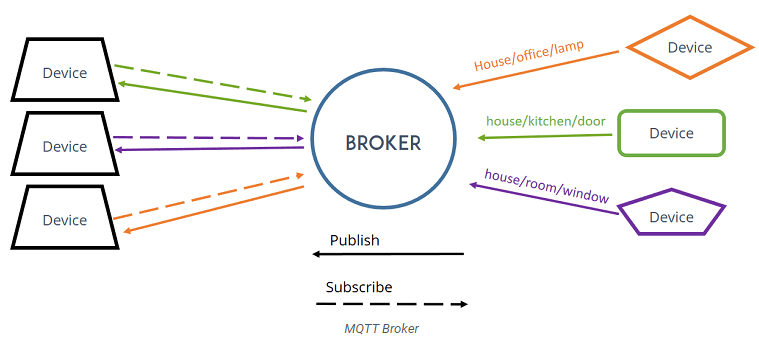 House/office/lamp
Device
Device
BROKER
house/kitchen/door
Device
Device
house/room/window
Device
Device
Publish
Subscribe
MQTT Broker